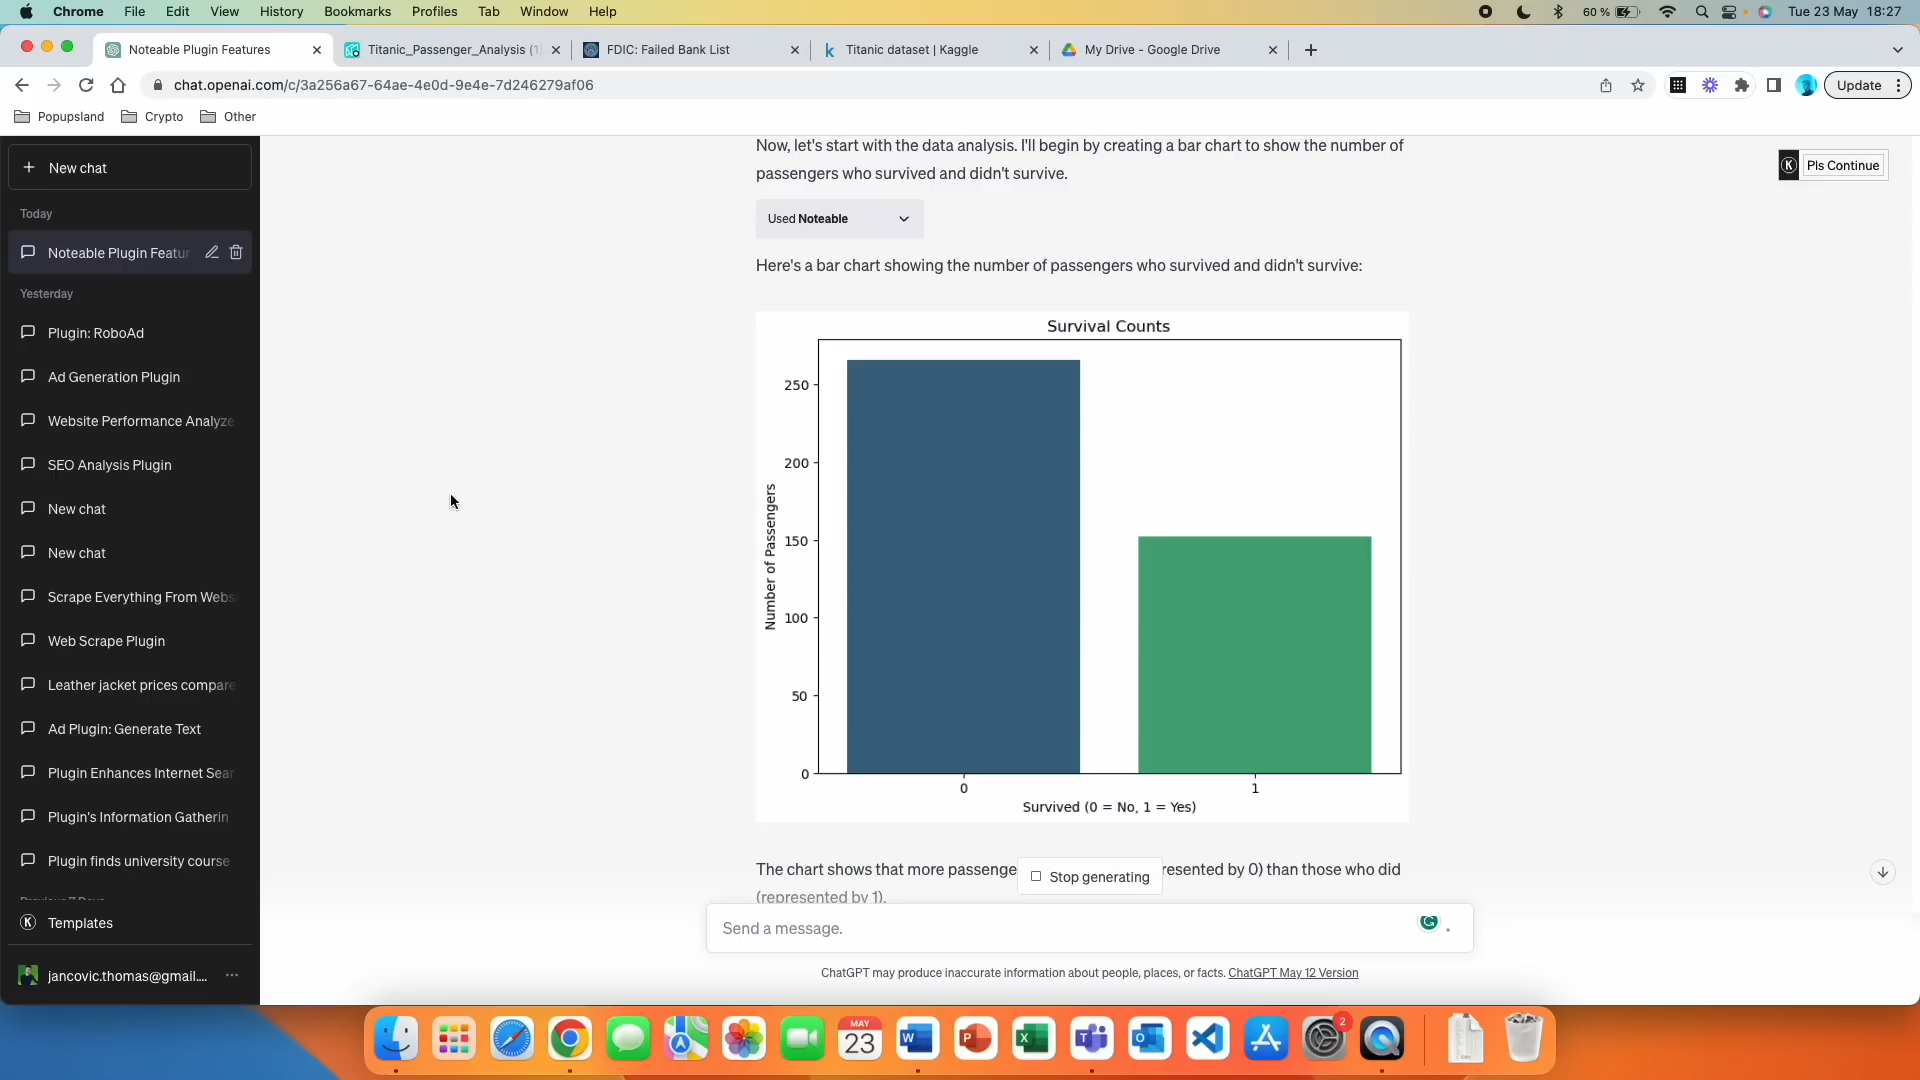 Chrome File Edit View History Bookmarks Profiles Tab Window Help 60 % Tue 23 May 18:27
Noteable Plugin Features Titanic_Passenger_Analysis (1) FDIC: Failed Bank List Titanic dataset | Kaggle My Drive - Google Drive
chat.openai.com/c/3a256a67-64ae-4e0d-9e4e-7d246279af06 Update
Popupsland Crypto Other
New chat
Today
Noteable Plugin Featur
Yesterday
Plugin: RoboAd
Ad Generation Plugin
Website Performance Analyze
SEO Analysis Plugin
New chat
New chat
Scrape Everything From Webs
Web Scrape Plugin
Leather jacket prices compare
Ad Plugin: Generate Text
Plugin Enhances Internet Sear
Plugin's Information Gatherin
Plugin finds university course
Previous 7 Days
Templates
jancovic.thomas@gmail....
Now, let's start with the data analysis. I'll begin by creating a bar chart to show the number of
passengers who survived and didn't survive.
K Pls Continue
Used Noteable
Here's a bar chart showing the number of passengers who survived and didn't survive:
Survival Counts
250
200
150
100
50
0
Number of Passengers
0 1
Survived (0 = No, 1 = Yes)
The chart shows that more passenge Stop generating resented by 0) than those who did
(represented by 1).
Send a message.
ChatGPT may produce inaccurate information about people, places, or facts. ChatGPT May 12 Version
MAY
23
2